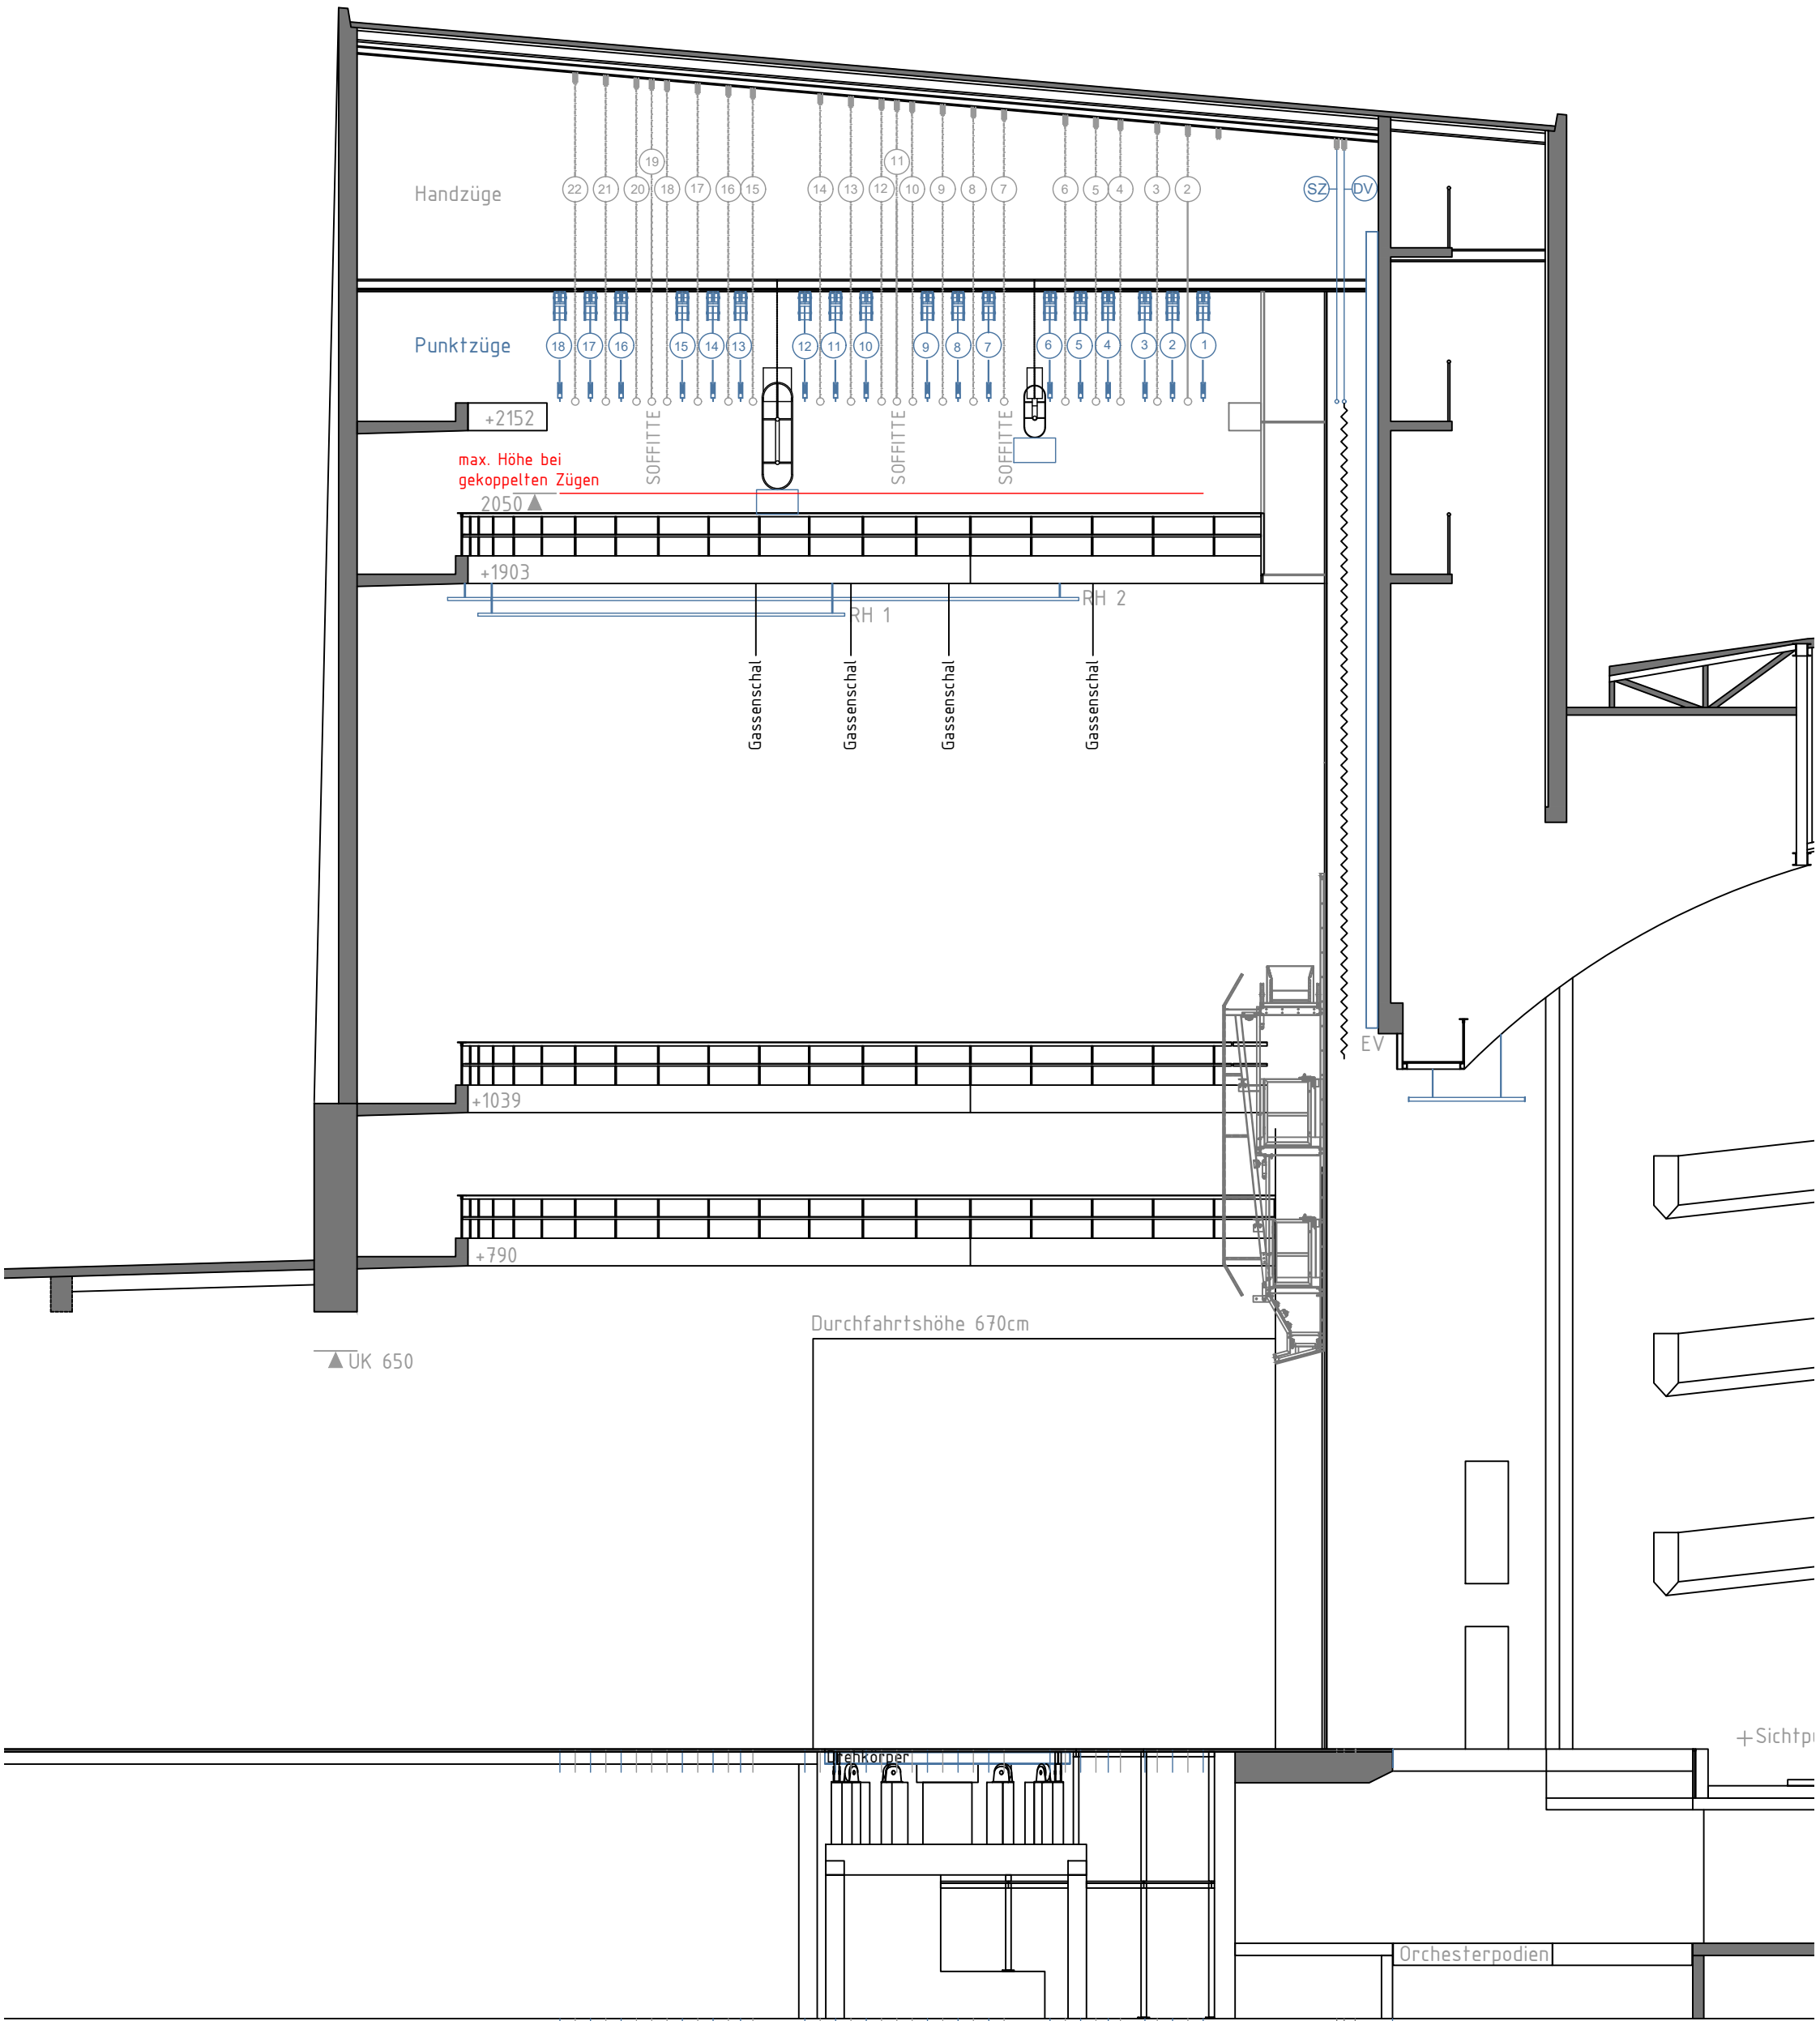 19
11
Handzüge
22 21 20 18 17 16 15 14 13 12 10 9 8 7 6 5 4 3 2
SZ DV
Punktzüge
18 17 16 15 14 13 12 11 10 9 8 7 6 5 4 3 2 1
+2152
SOFFITTE
SOFFITTE
SOFFITTE
max. Höhe bei
gekoppelten Zügen
2050
+1903
RH 2
RH 1
Gassenschal
Gassenschal
Gassenschal
Gassenschal
EV
+1039
+790
Durchfahrtshöhe 670cm
UK 650
Drehkörper
Orchesterpodien